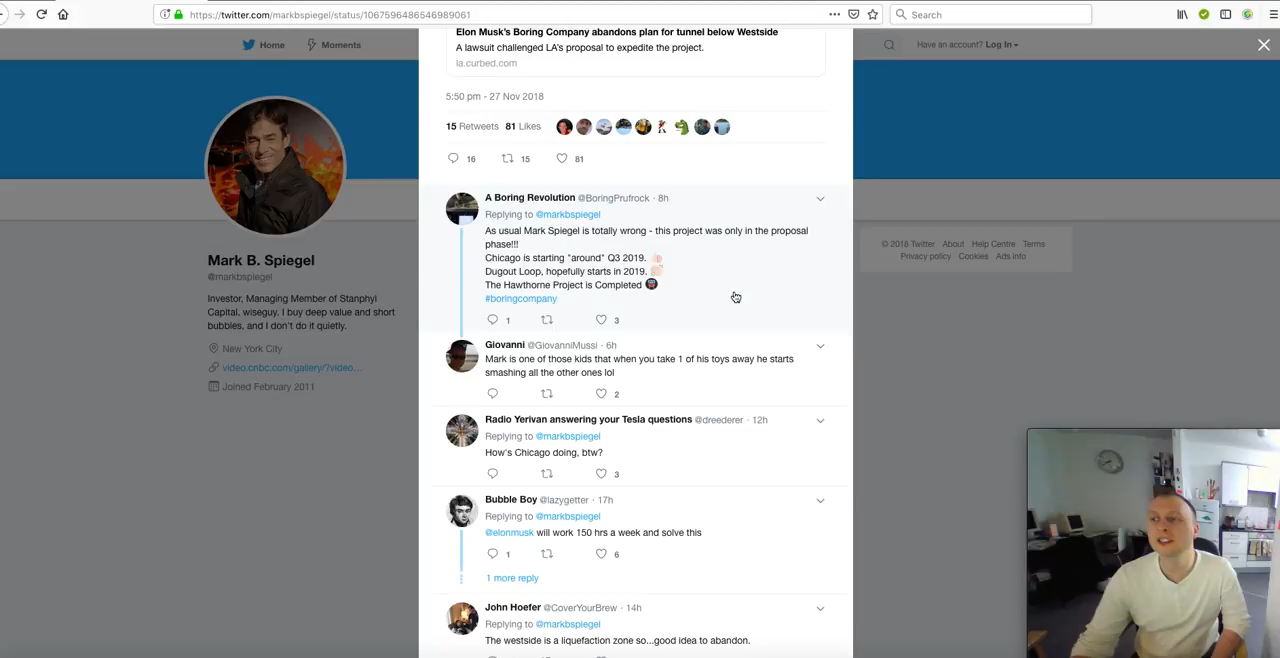 https://twitter.com/markbspiegel/status/1067596486546989061
Search
Home
Moments
Have an account? Log In
Elon Musk's Boring Company abandons plan for tunnel below Westside
A lawsuit challenged LA's proposal to expedite the project.
la.curbed.com
5:50 pm - 27 Nov 2018
15 Retweets 81 Likes
16 15 81
Mark B. Spiegel
@markbspiegel
Investor, Managing Member of Stanphyl
Capital, wiseguy. I buy deep value and short
bubbles, and I don't do it quietly.
New York City
video.cnbc.com/gallery/?video...
Joined February 2011
A Boring Revolution @BoringPrufrock · 8h
Replying to @markbspiegel
As usual Mark Spiegel is totally wrong - this project was only in the proposal
phase!!!
Chicago is starting "around" Q3 2019.
Dugout Loop, hopefully starts in 2019.
The Hawthorne Project is Completed
#boringcompany
1 3
Giovanni @GiovanniMussi · 6h
Mark is one of those kids that when you take 1 of his toys away he starts
smashing all the other ones lol
2
Radio Yerivan answering your Tesla questions @dreederer · 12h
Replying to @markbspiegel
How's Chicago doing, btw?
3
Bubble Boy @lazygetter · 17h
Replying to @markbspiegel
@elonmusk will work 150 hrs a week and solve this
1 6
1 more reply
John Hoefer @CoverYourBrew · 14h
Replying to @markbspiegel
The westside is a liquefaction zone so...good idea to abandon.
© 2018 Twitter About Help Centre Terms
Privacy policy Cookies Ads info